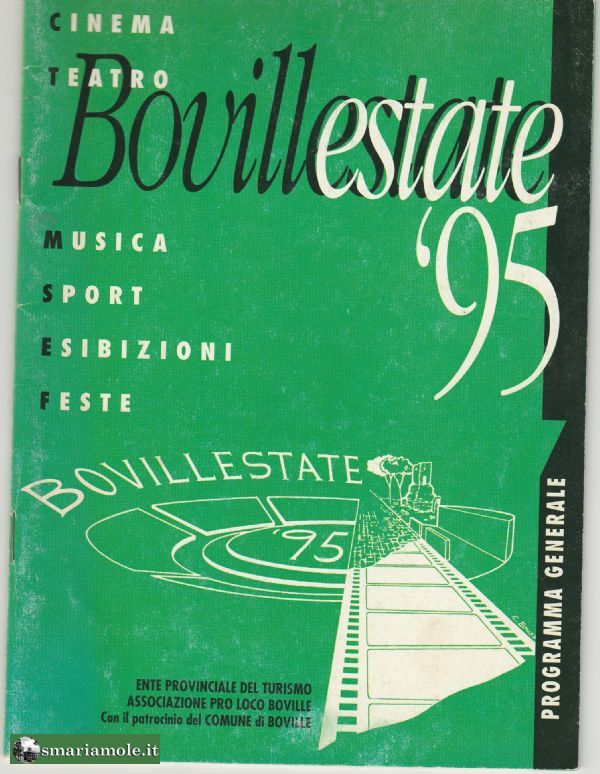 CINEMA
TEATRO
Bovillestate
'95
MUSICA
SPORT
ESIBIZIONI
FESTE
BOVILLESTATE
'95
PROGRAMMA GENERALE
ENTE PROVINCIALE DEL TURISMO
ASSOCIAZIONE PRO LOCO BOVILLE
Con il patrocinio del COMUNE di BOVILLE
smariamole.it